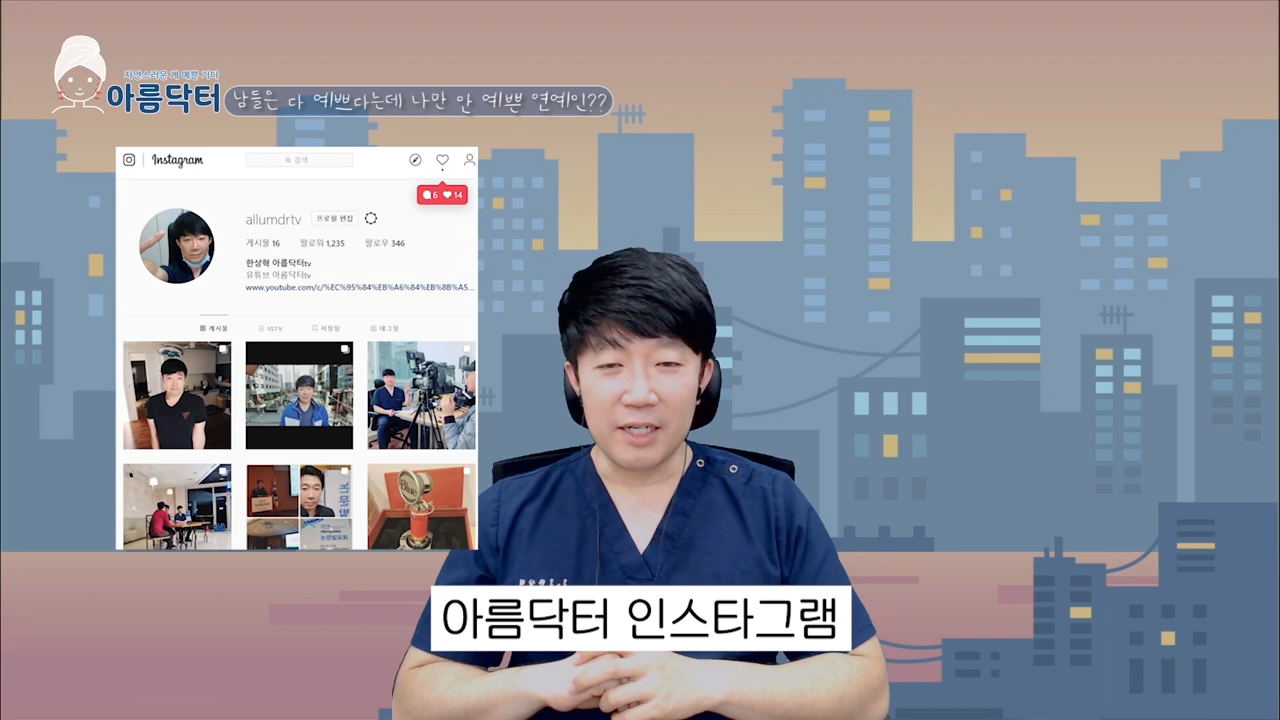 자연스러운 게 예쁜 거다
아름닥터
남들은 다 예쁘다는데 나만 안 예쁜 연예인??
Instagram
검색
6 14
allumdrtv 프로필 편집
게시물 16 팔로워 1,235 팔로우 346
한상혁 아름닥터tv
유튜브 아름닥터tv
www.youtube.com/c/%EC%95%84%EB%A6%84%EB%8B%A5...
게시물 IGTV 저장됨 태그됨
논문발표회
아름닥터 인스타그램